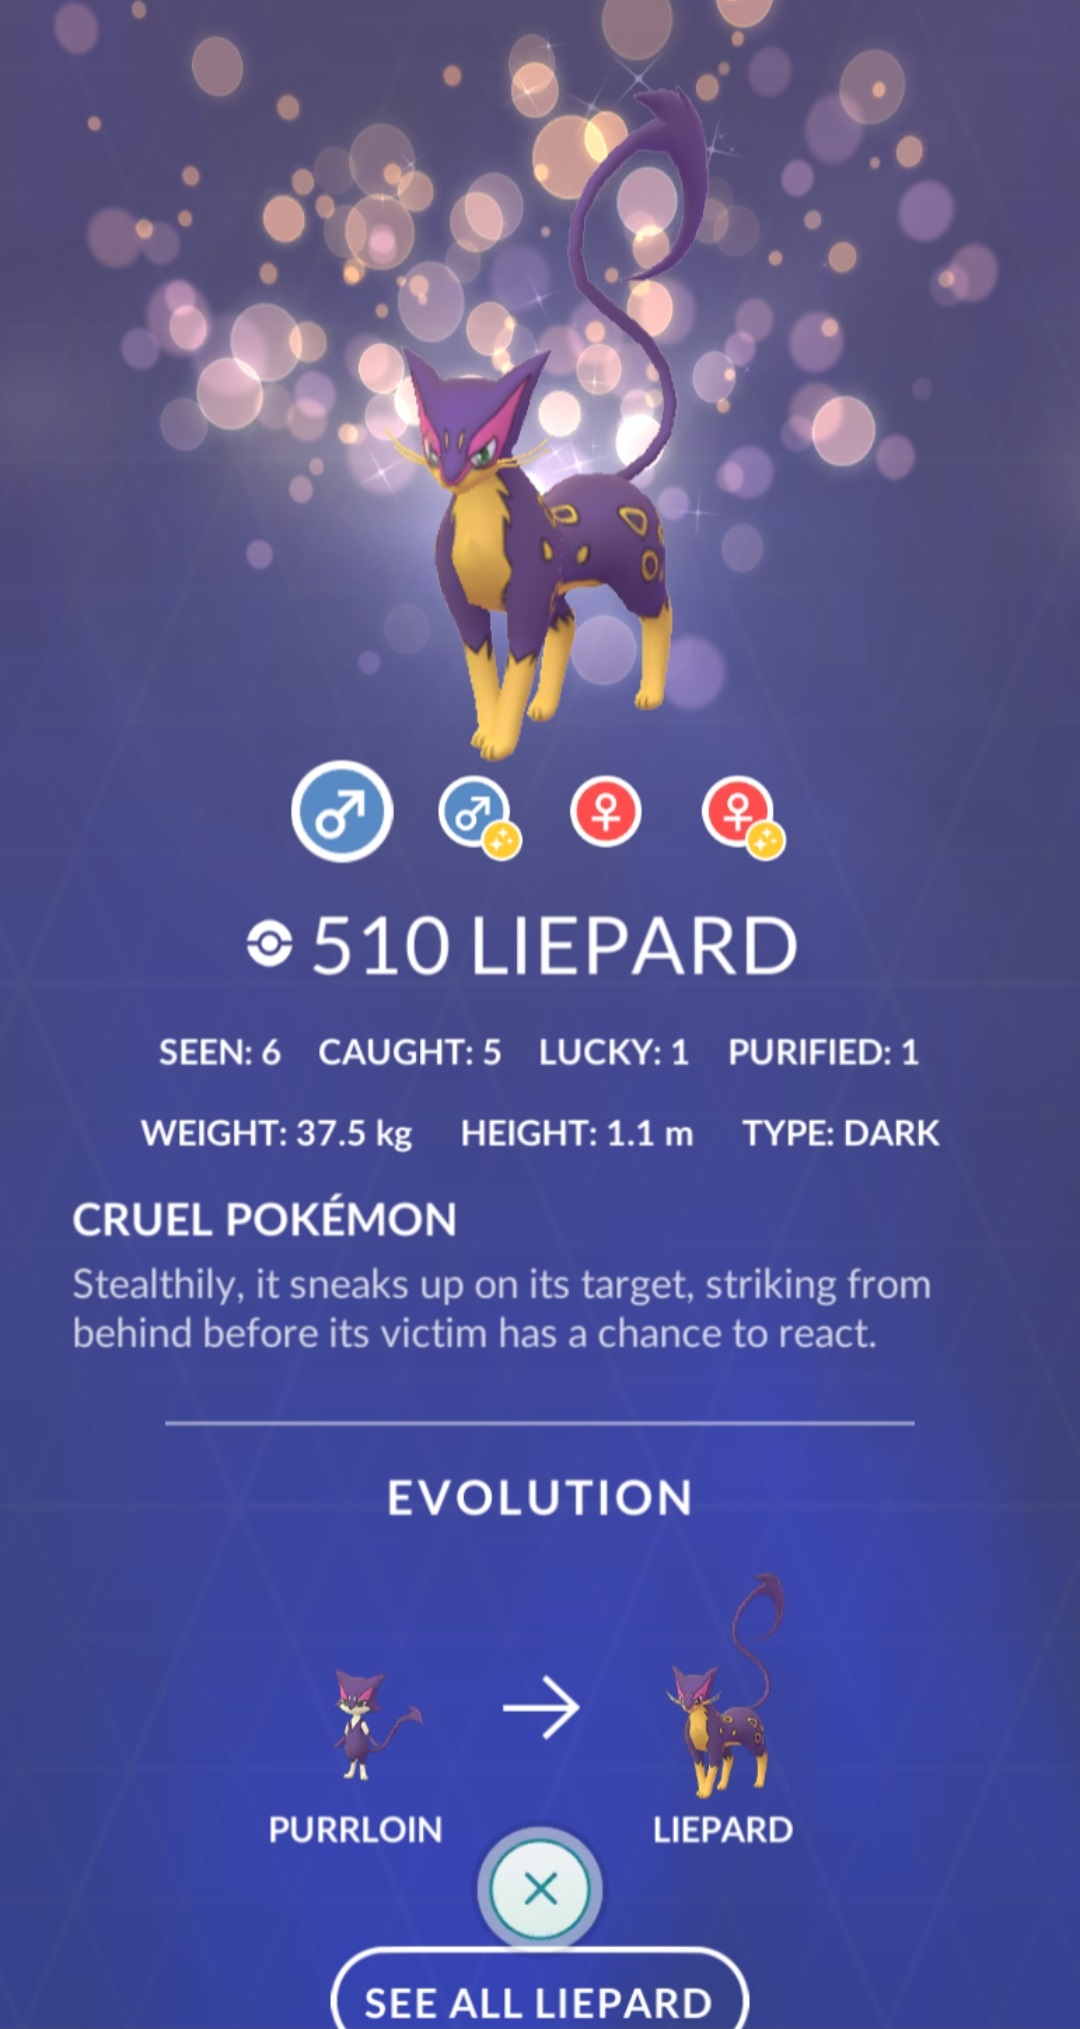 510 LIEPARD
SEEN: 6 CAUGHT: 5 LUCKY: 1 PURIFIED: 1
WEIGHT: 37.5 kg HEIGHT: 1.1 m TYPE: DARK
CRUEL POKÉMON
Stealthily, it sneaks up on its target, striking from
behind before its victim has a chance to react.
EVOLUTION
PURRLOIN LIEPARD
SEE ALL LIEPARD